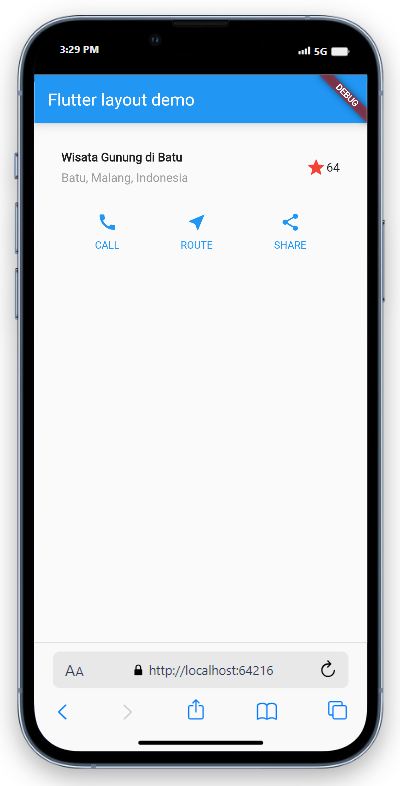 3:29 PM 5G
Flutter layout demo
DEBUG
Wisata Gunung di Batu
Batu, Malang, Indonesia
64
CALL ROUTE SHARE
AA http://localhost:64216